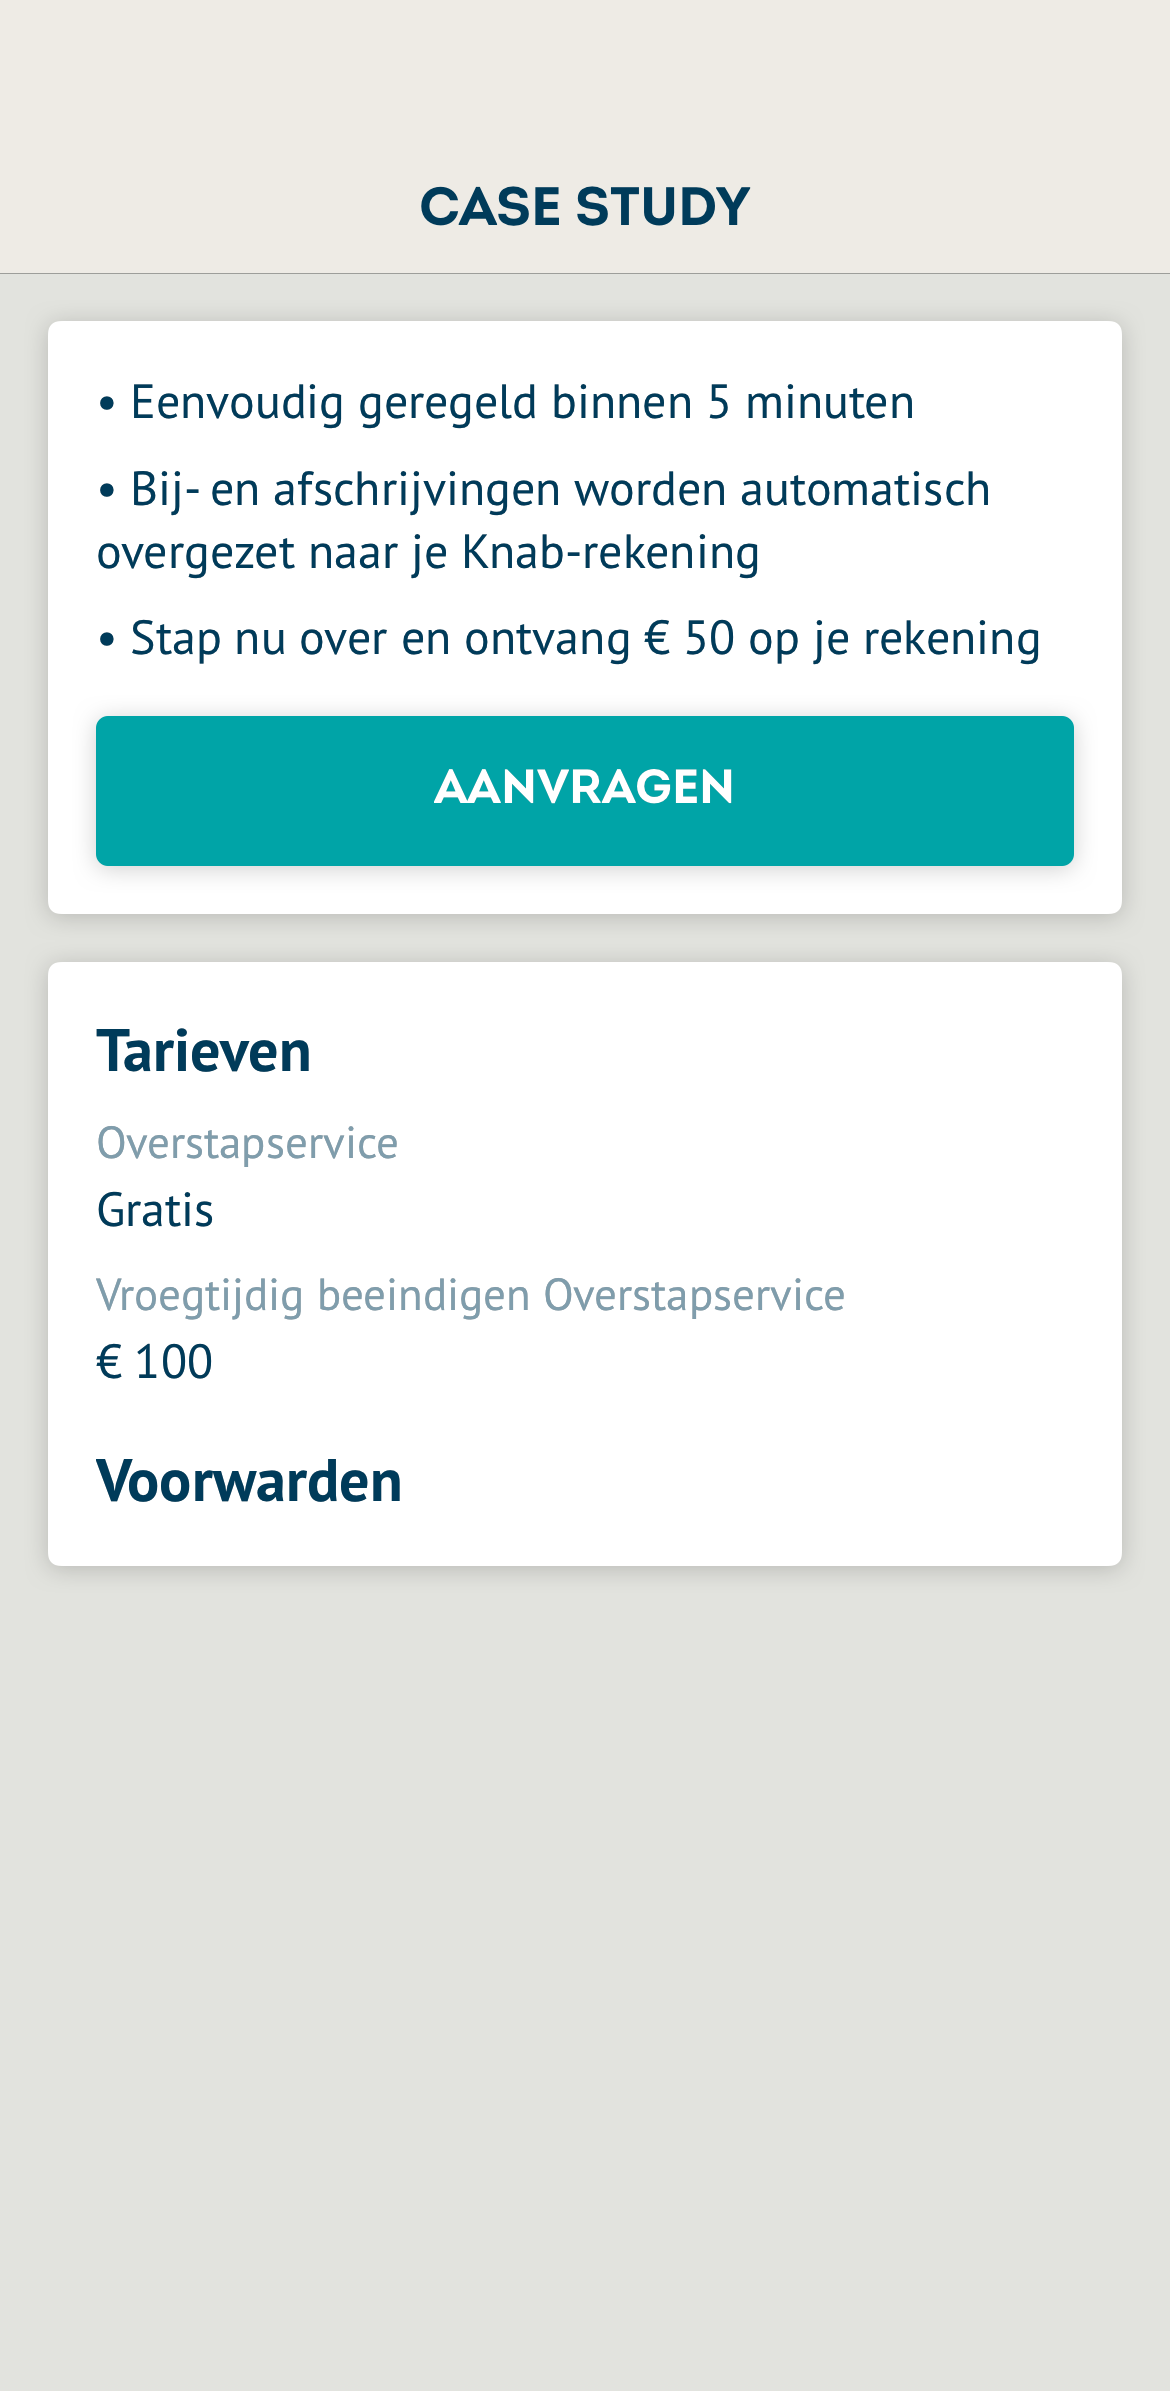 CASE STUDY
• Eenvoudig geregeld binnen 5 minuten
• Bij- en afschrijvingen worden automatisch
overgezet naar je Knab-rekening
• Stap nu over en ontvang € 50 op je rekening
AANVRAGEN
Tarieven
Overstapservice
Gratis
Vroegtijdig beeindigen Overstapservice
€ 100
Voorwarden